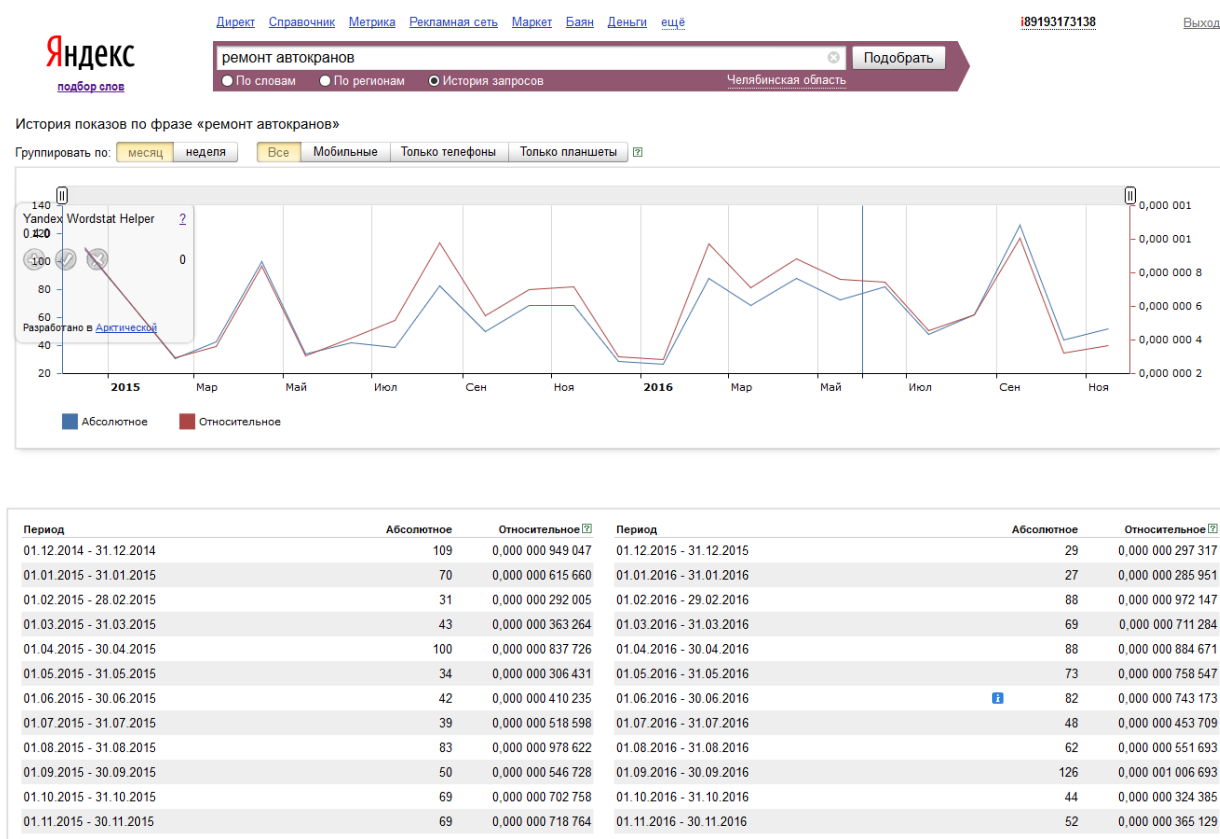 Директ Справочник Метрика Рекламная сеть Маркет Баян Деньги ещё
i89193173138
Выход
Яндекс
подбор слов
ремонт автокранов
Подобрать
По словам По регионам История запросов
Челябинская область
История показов по фразе «ремонт автокранов»
Группировать по: месяц неделя Все Мобильные Только телефоны Только планшеты ?
140 0,000 001
Yandex Wordstat Helper ?
120 0,000 001
100 0 0,000 000 8
80 0,000 000 6
60
Разработано в Арктической
40 0,000 000 4
20 0,000 000 2
2015 Мар Май Июл Сен Ноя 2016 Мар Май Июл Сен Ноя
Абсолютное Относительное
Период Абсолютное Относительное ? Период Абсолютное Относительное ?
01.12.2014 - 31.12.2014 109 0,000 000 949 047 01.12.2015 - 31.12.2015 29 0,000 000 297 317
01.01.2015 - 31.01.2015 70 0,000 000 615 660 01.01.2016 - 31.01.2016 27 0,000 000 285 951
01.02.2015 - 28.02.2015 31 0,000 000 292 005 01.02.2016 - 29.02.2016 88 0,000 000 972 147
01.03.2015 - 31.03.2015 43 0,000 000 363 264 01.03.2016 - 31.03.2016 69 0,000 000 711 284
01.04.2015 - 30.04.2015 100 0,000 000 837 726 01.04.2016 - 30.04.2016 88 0,000 000 884 671
01.05.2015 - 31.05.2015 34 0,000 000 306 431 01.05.2016 - 31.05.2016 73 0,000 000 758 547
01.06.2015 - 30.06.2015 42 0,000 000 410 235 01.06.2016 - 30.06.2016 i 82 0,000 000 743 173
01.07.2015 - 31.07.2015 39 0,000 000 518 598 01.07.2016 - 31.07.2016 48 0,000 000 453 709
01.08.2015 - 31.08.2015 83 0,000 000 978 622 01.08.2016 - 31.08.2016 62 0,000 000 551 693
01.09.2015 - 30.09.2015 50 0,000 000 546 728 01.09.2016 - 30.09.2016 126 0,000 001 006 693
01.10.2015 - 31.10.2015 69 0,000 000 702 758 01.10.2016 - 31.10.2016 44 0,000 000 324 385
01.11.2015 - 30.11.2015 69 0,000 000 718 764 01.11.2016 - 30.11.2016 52 0,000 000 365 129